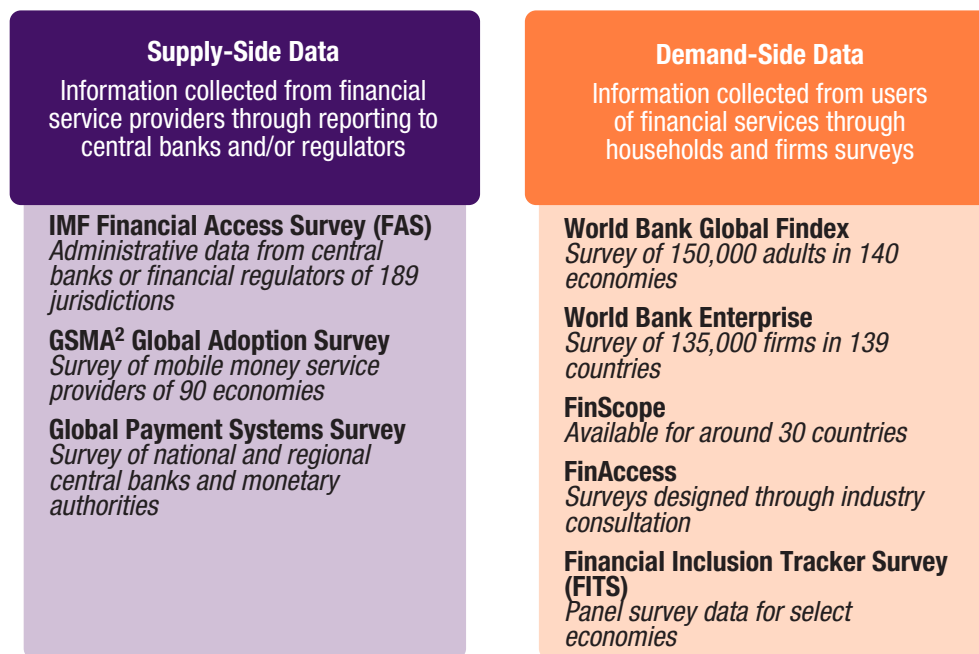 Supply-Side Data
Information collected from financial
service providers through reporting to
central banks and/or regulators
IMF Financial Access Survey (FAS)
Administrative data from central
banks or financial regulators of 189
jurisdictions
GSMA² Global Adoption Survey
Survey of mobile money service
providers of 90 economies
Global Payment Systems Survey
Survey of national and regional
central banks and monetary
authorities
Demand-Side Data
Information collected from users
of financial services through
households and firms surveys
World Bank Global Findex
Survey of 150,000 adults in 140
economies
World Bank Enterprise
Survey of 135,000 firms in 139
countries
FinScope
Available for around 30 countries
FinAccess
Surveys designed through industry
consultation
Financial Inclusion Tracker Survey
(FITS)
Panel survey data for select
economies